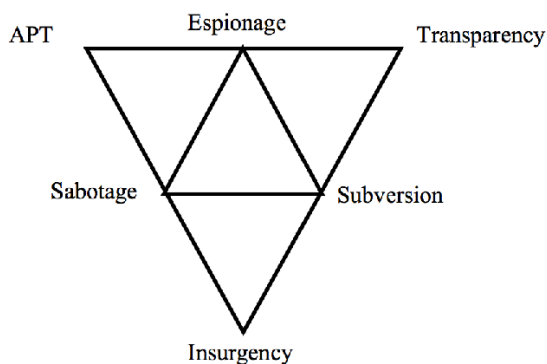 Espionage
APT
Transparency
Sabotage
Subversion
Insurgency